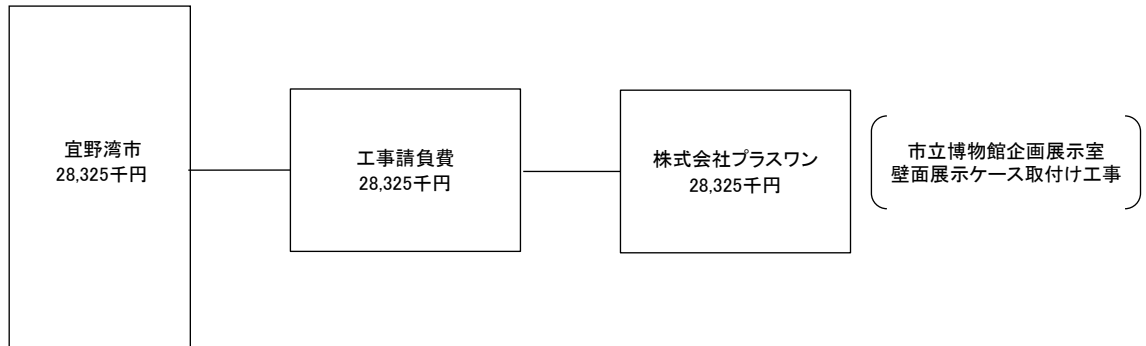 宜野湾市
28,325千円
工事請負費
28,325千円
株式会社プラスワン
28,325千円
市立博物館企画展示室
壁面展示ケース取付け工事